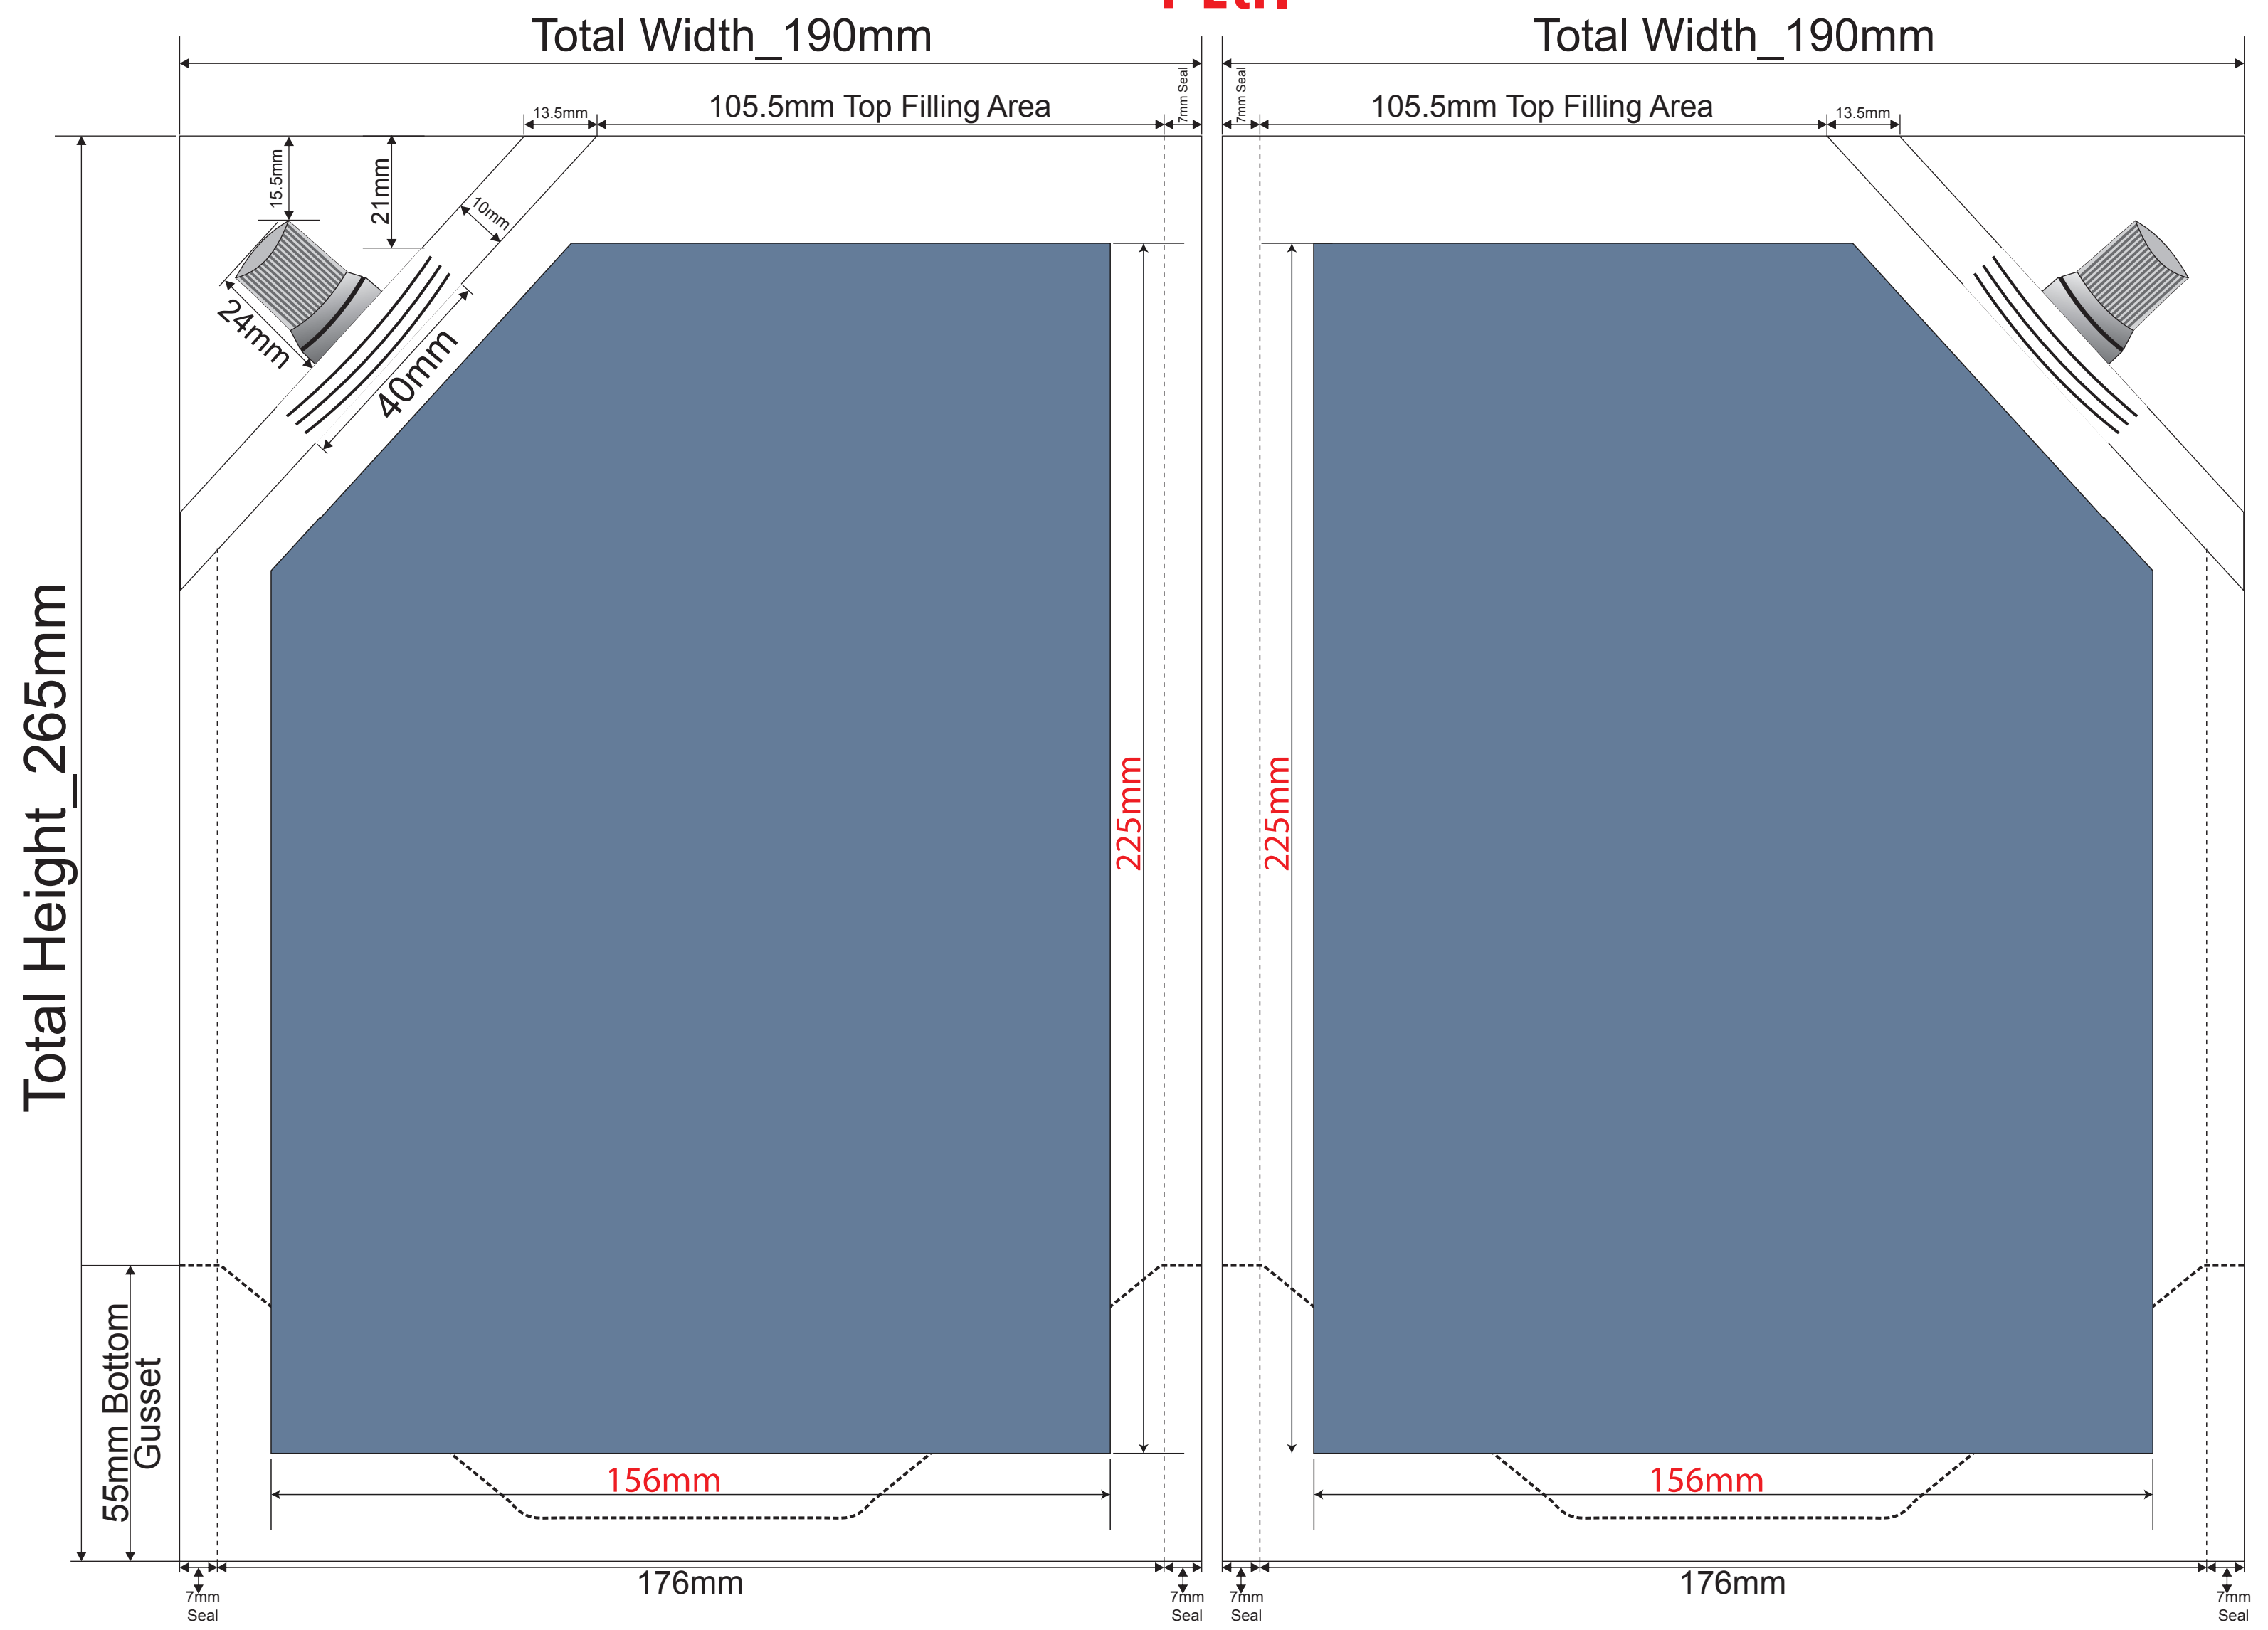 Total Width_190mm
Total Width_190mm
13.5mm
105.5mm Top Filling Area
7mm Seal
7mm Seal
105.5mm Top Filling Area
13.5mm
15.5mm
21mm
10mm
24mm
40mm
Total Height_265mm
225mm
225mm
55mm Bottom
Gusset
156mm
156mm
176mm
176mm
7mm
Seal
7mm
Seal
7mm
Seal
7mm
Seal